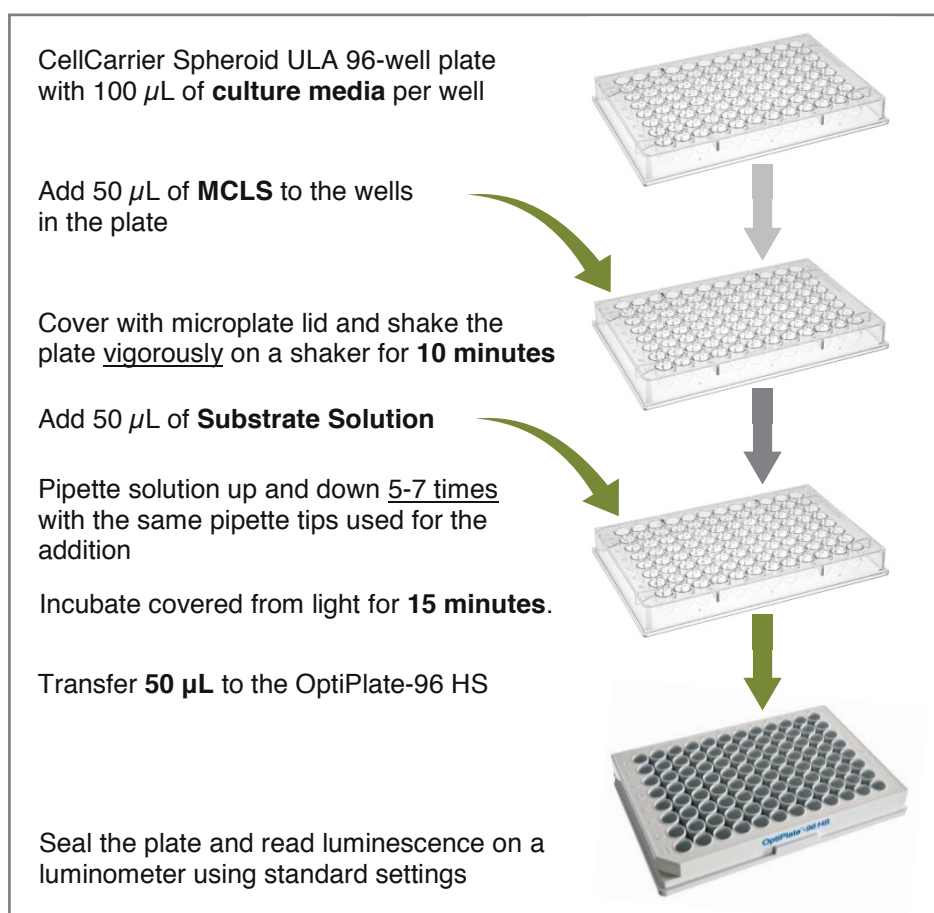 CellCarrier Spheroid ULA 96-well plate
with 100 µL of culture media per well
Add 50 µL of MCLS to the wells
in the plate
Cover with microplate lid and shake the
plate vigorously on a shaker for 10 minutes
Add 50 µL of Substrate Solution
Pipette solution up and down 5-7 times
with the same pipette tips used for the
addition
Incubate covered from light for 15 minutes.
Transfer 50 µL to the OptiPlate-96 HS
OptiPlate™-96 HS
Seal the plate and read luminescence on a
luminometer using standard settings